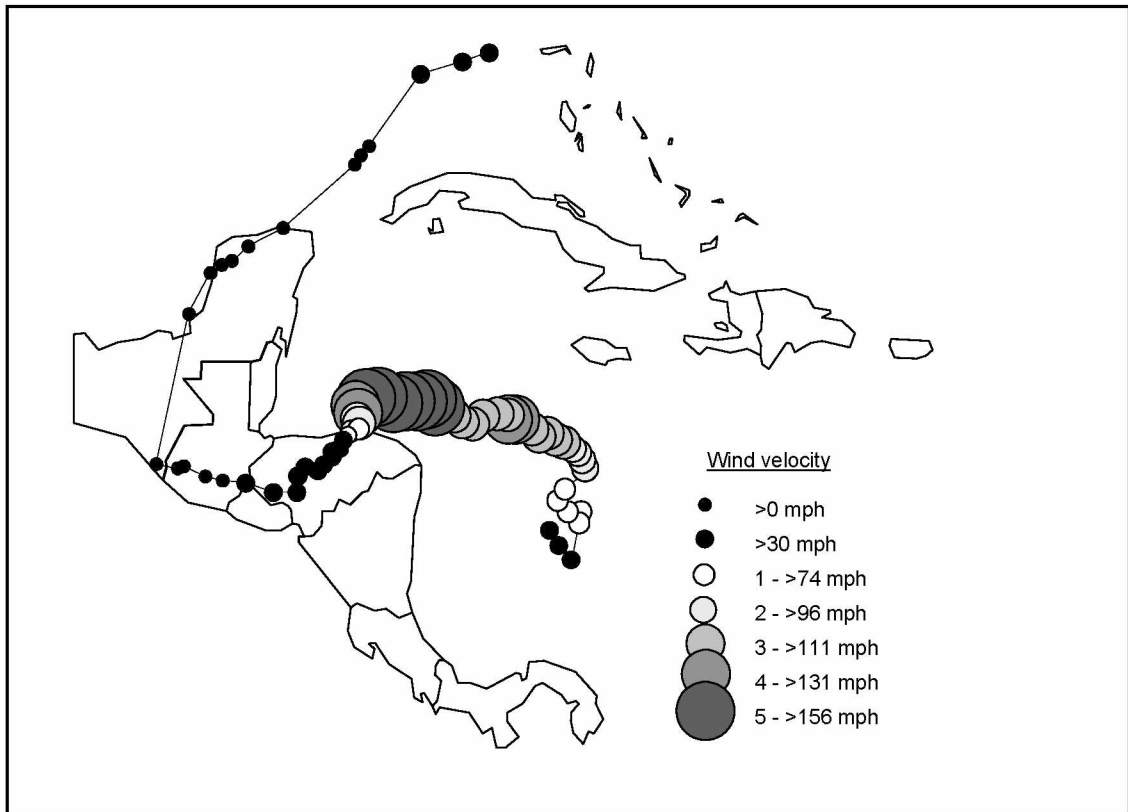 Wind velocity
>0 mph
>30 mph
1 - >74 mph
2 - >96 mph
3 - >111 mph
4 - >131 mph
5 - >156 mph